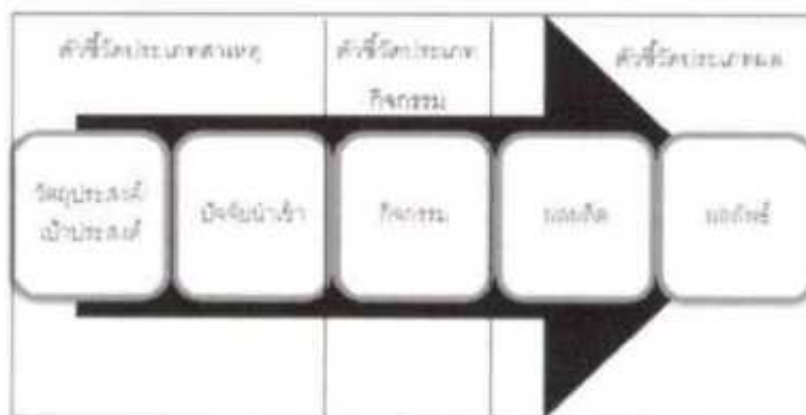 ตัวชี้วัดประเภทสาเหตุ
ตัวชี้วัดประเภท
กิจกรรม
ตัวชี้วัดประเภทผล
วัตถุประสงค์
เป้าประสงค์
ปัจจัยนำเข้า
กิจกรรม
ผลผลิต
ผลลัพธ์